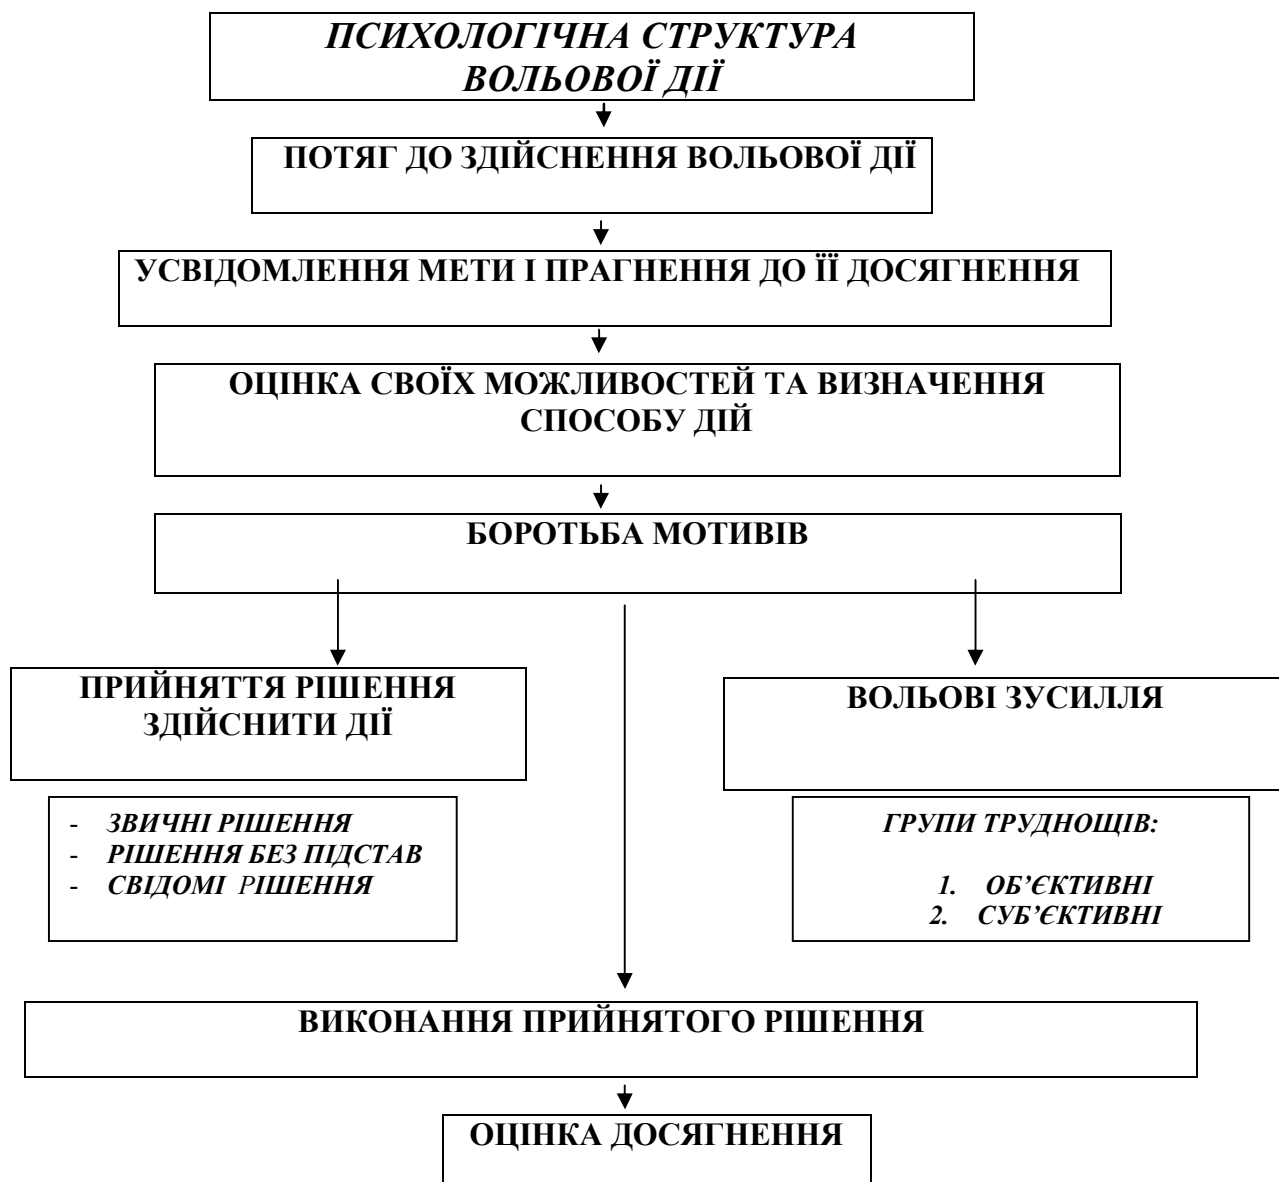 ПСИХОЛОГІЧНА СТРУКТУРА
ВОЛЬОВОЇ ДІЇ
ПОТЯГ ДО ЗДІЙСНЕННЯ ВОЛЬОВОЇ ДІЇ
УСВІДОМЛЕННЯ МЕТИ І ПРАГНЕННЯ ДО ЇЇ ДОСЯГНЕННЯ
ОЦІНКА СВОЇХ МОЖЛИВОСТЕЙ ТА ВИЗНАЧЕННЯ
СПОСОБУ ДІЙ
БОРОТЬБА МОТИВІВ
ПРИЙНЯТТЯ РІШЕННЯ
ЗДІЙСНИТИ ДІЇ
- ЗВИЧНІ РІШЕННЯ
- РІШЕННЯ БЕЗ ПІДСТАВ
- СВІДОМІ РІШЕННЯ
ВОЛЬОВІ ЗУСИЛЛЯ
ГРУПИ ТРУДНОЩІВ:
1. ОБ’ЄКТИВНІ
2. СУБ’ЄКТИВНІ
ВИКОНАННЯ ПРИЙНЯТОГО РІШЕННЯ
ОЦІНКА ДОСЯГНЕННЯ